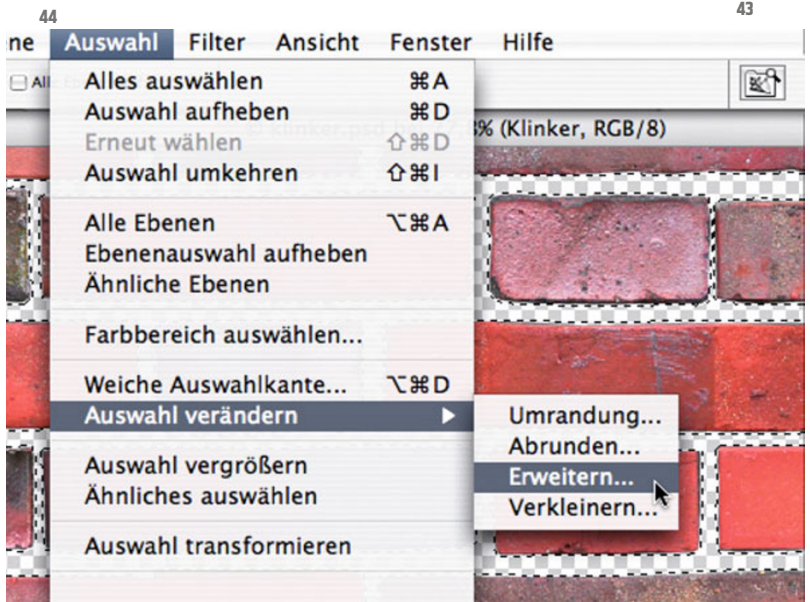 44
43
ne Auswahl Filter Ansicht Fenster Hilfe
All
Alles auswählen ⌘A
Auswahl aufheben ⌘D
Erneut wählen ⇧⌘D
% (Klinker, RGB/8)
Auswahl umkehren ⇧⌘I
Alle Ebenen ⌥⌘A
Ebenenauswahl aufheben
Ähnliche Ebenen
Farbbereich auswählen...
Weiche Auswahlkante... ⌥⌘D
Auswahl verändern ▶
Umrandung...
Abrunden...
Erweitern...
Verkleinern...
Auswahl vergrößern
Ähnliches auswählen
Auswahl transformieren